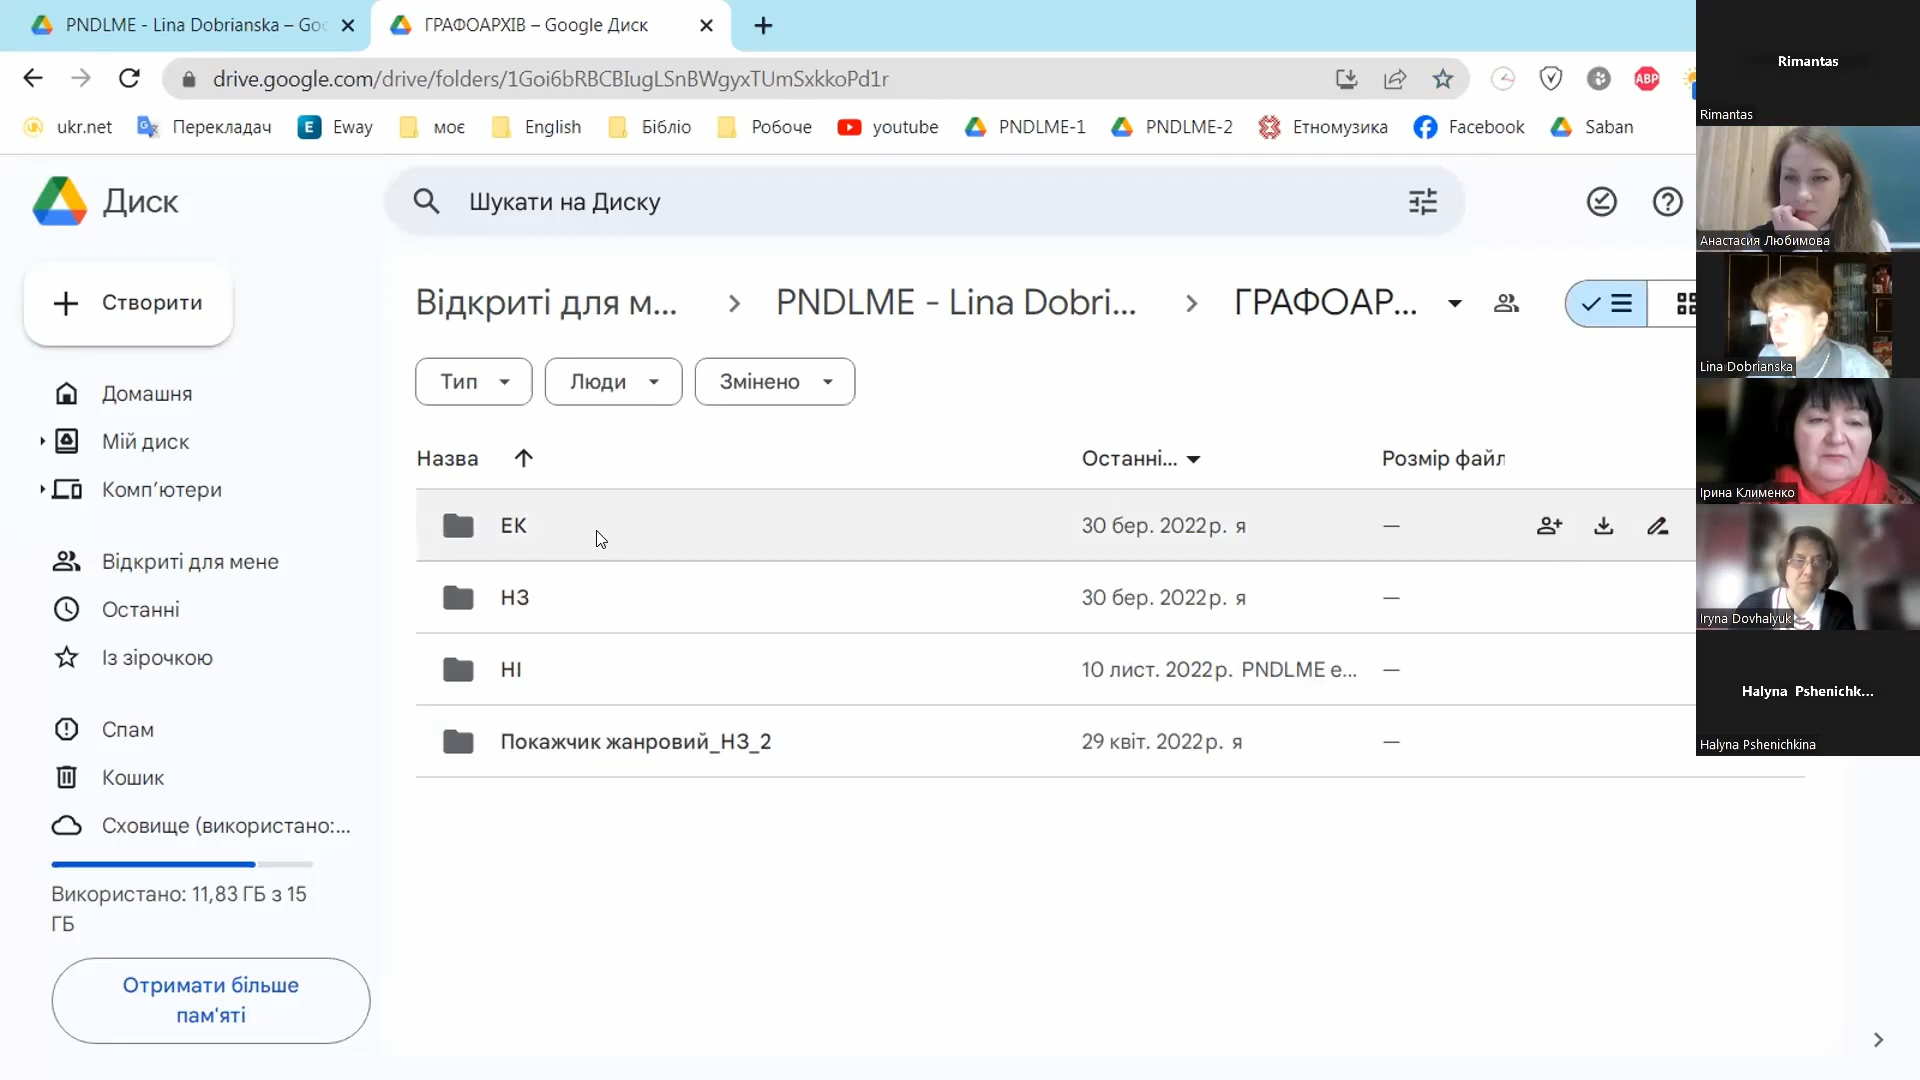 PNDLME - Lina Dobrianska – Goo
ГРАФОАРХІВ – Google Диск
drive.google.com/drive/folders/1Goi6bRBCBIugLSnBWgyxTUmSxkkoPd1r
ABP
ukr.net
Перекладач
Eway
моє
English
Бібліо
Робоче
youtube
PNDLME-1
PNDLME-2
Етномузика
Facebook
Saban
Диск
Шукати на Диску
Створити
Відкриті для м...
PNDLME - Lina Dobri...
ГРАФОАР...
Тип
Люди
Змінено
Домашня
Мій диск
Комп’ютери
Відкриті для мене
Останні
Із зірочкою
Спам
Кошик
Сховище (використано:...
Використано: 11,83 ГБ з 15
ГБ
Отримати більше
пам'яті
Назва
Останні...
Розмір файл
ЕК
30 бер. 2022 р. я
—
НЗ
30 бер. 2022 р. я
—
НІ
10 лист. 2022 р. PNDLME e...
—
Покажчик жанровий_НЗ_2
29 квіт. 2022 р. я
—
Rimantas
Rimantas
Анастасия Любимова
Lina Dobrianska
Ірина Клименко
Iryna Dovhalyuk
Halyna Pshenichk...
Halyna Pshenichkina